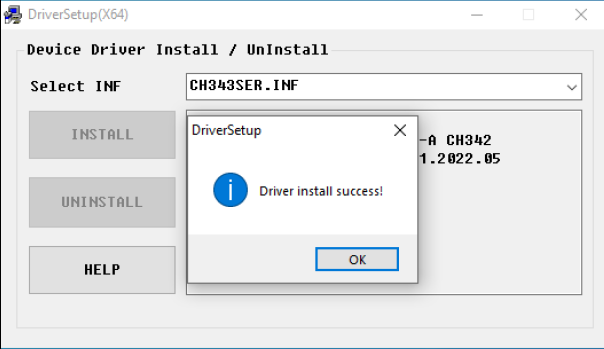 DriverSetup(X64)
Device Driver Install / UnInstall
Select INF
CH343SER.INF
INSTALL
UNINSTALL
HELP
-A CH342
1.2022.05
DriverSetup
Driver install success!
OK